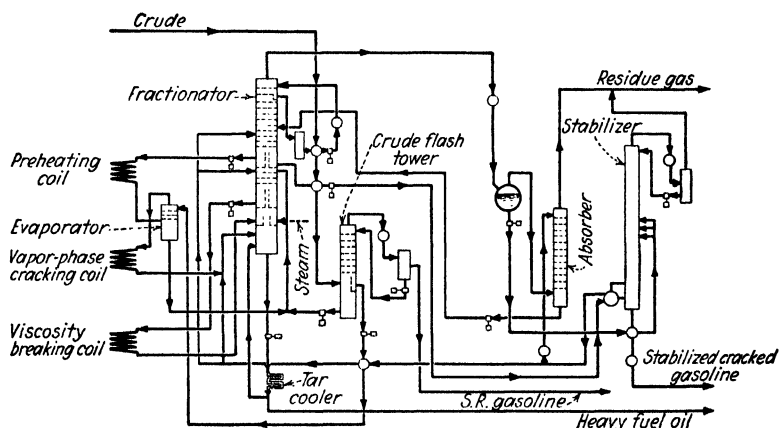 Crude
Fractionator
Crude flash
tower
Residue gas
Stabilizer
Preheating
coil
Evaporator
Vapor-phase
cracking coil
Steam
Absorber
Viscosity
breaking coil
Tar
cooler
S.R. gasoline
Stabilized cracked
gasoline
Heavy fuel oil